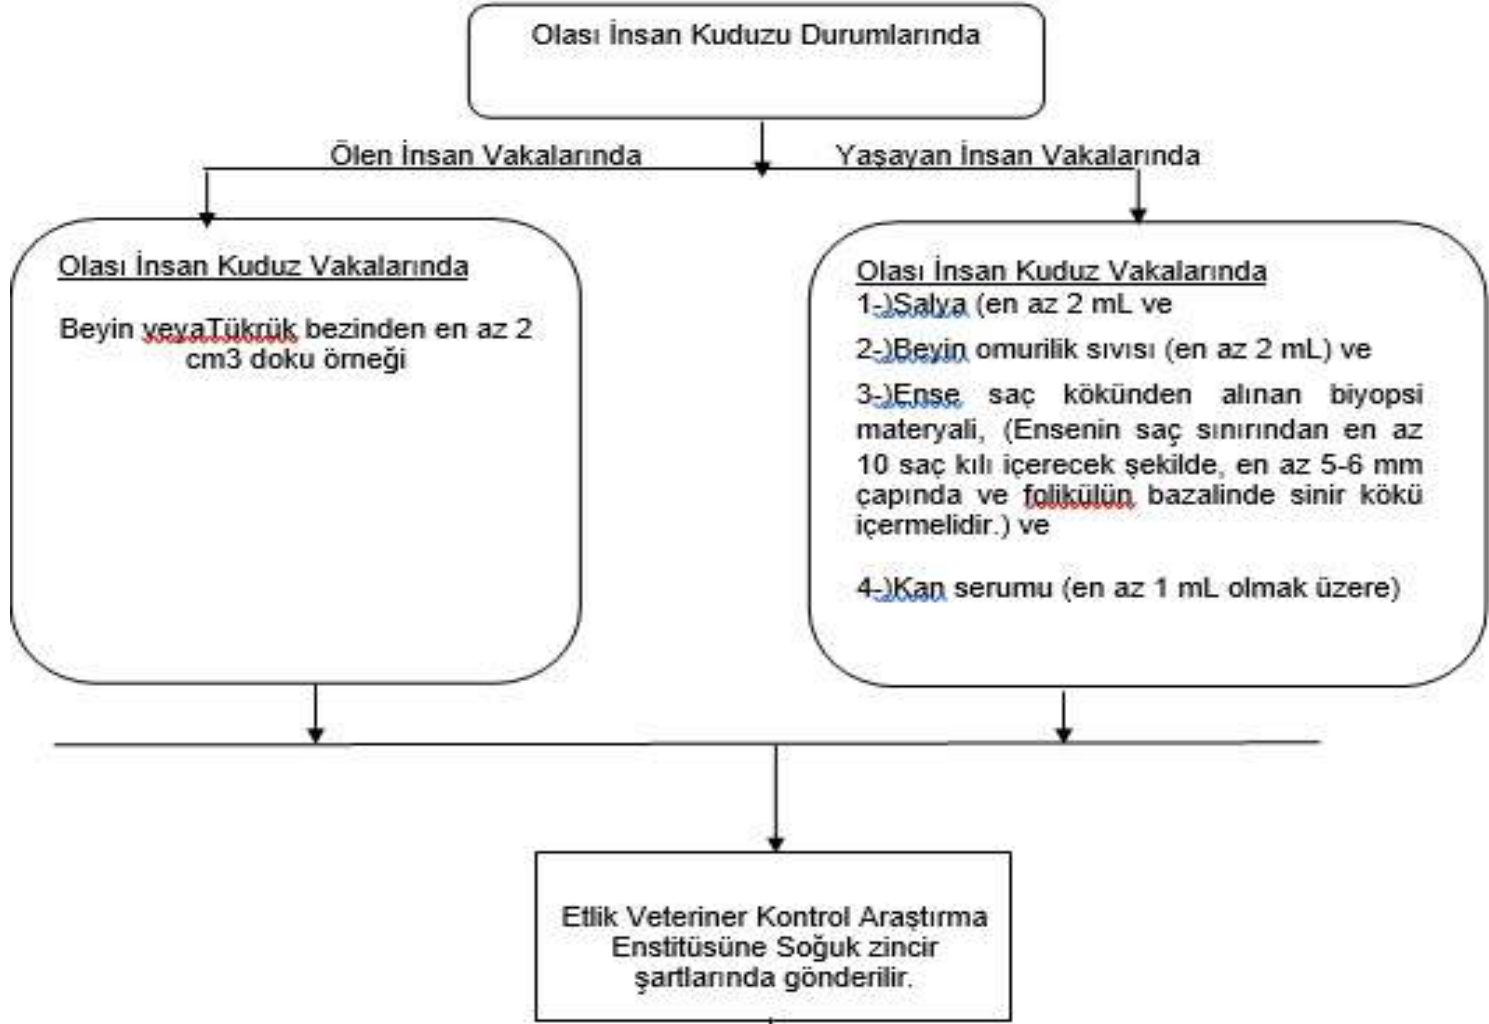 Olası İnsan Kuduzu Durumlarında
Ölen İnsan Vakalarında
Yaşayan İnsan Vakalarında
Olası İnsan Kuduz Vakalarında
Beyin veyaTükrük bezinden en az 2
cm3 doku örneği
Olası İnsan Kuduz Vakalarında
1-)Salya (en az 2 mL ve
2-)Beyin omurilik sıvısı (en az 2 mL) ve
3-)Ense saç kökünden alınan biyopsi
materyali, (Ensenin saç sınırından en az
10 saç kılı içerecek şekilde, en az 5-6 mm
çapında ve folikülün bazalinde sinir kökü
içermelidir.) ve
4-)Kan serumu (en az 1 mL olmak üzere)
Etlik Veteriner Kontrol Araştırma
Enstitüsüne Soğuk zincir
şartlarında gönderilir.